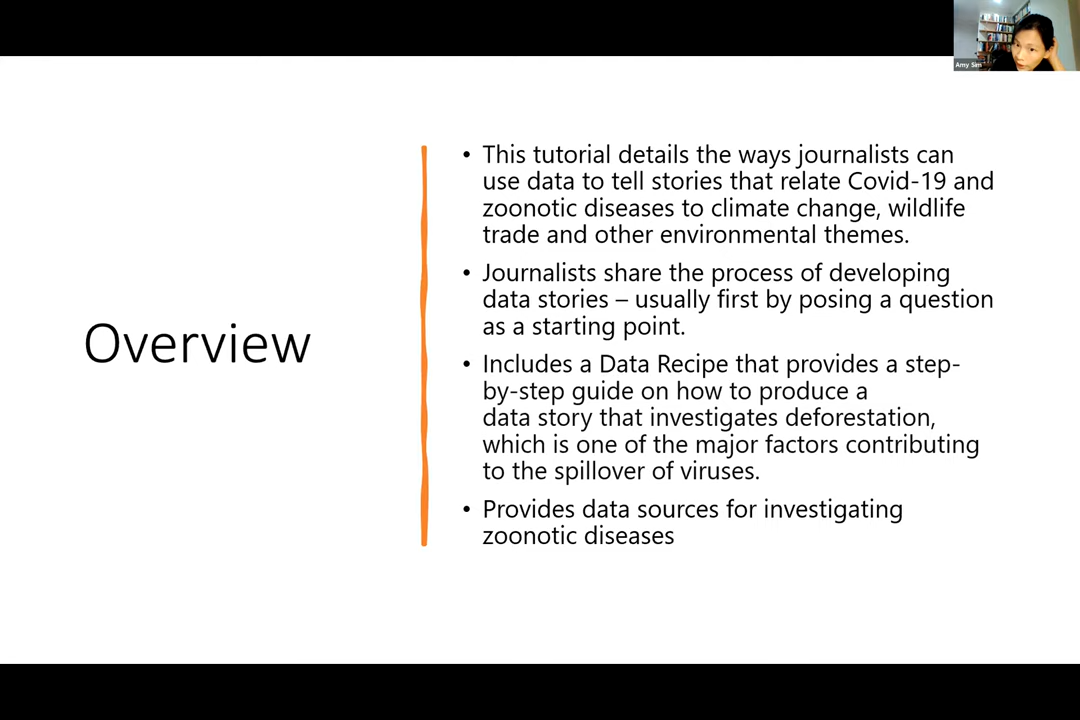 Amy Sim
This tutorial details the ways journalists can
use data to tell stories that relate Covid-19 and
zoonotic diseases to climate change, wildlife
trade and other environmental themes.
Journalists share the process of developing
data stories – usually first by posing a question
as a starting point.
Overview
Includes a Data Recipe that provides a step-
by-step guide on how to produce a
data story that investigates deforestation,
which is one of the major factors contributing
to the spillover of viruses.
Provides data sources for investigating
zoonotic diseases